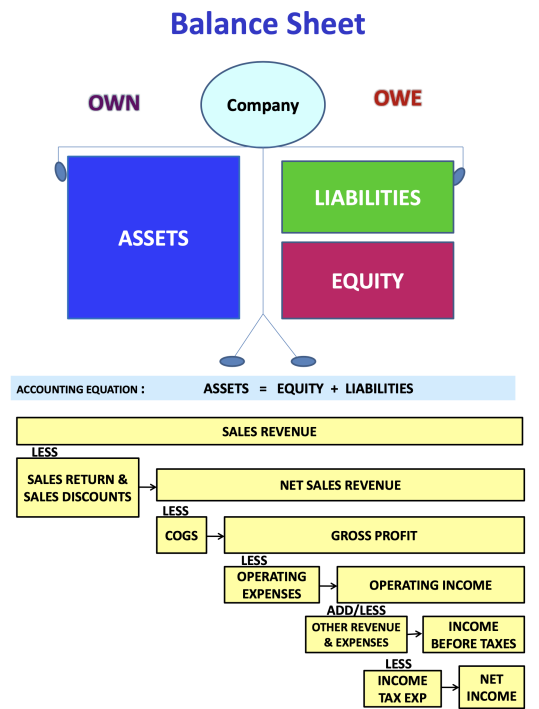 Balance Sheet
OWN
Company
OWE
ASSETS
LIABILITIES
EQUITY
ACCOUNTING EQUATION : ASSETS = EQUITY + LIABILITIES
SALES REVENUE
LESS
SALES RETURN &
SALES DISCOUNTS
NET SALES REVENUE
LESS
COGS
GROSS PROFIT
LESS
OPERATING
EXPENSES
OPERATING INCOME
ADD/LESS
OTHER REVENUE
& EXPENSES
INCOME
BEFORE TAXES
LESS
INCOME
TAX EXP
NET
INCOME